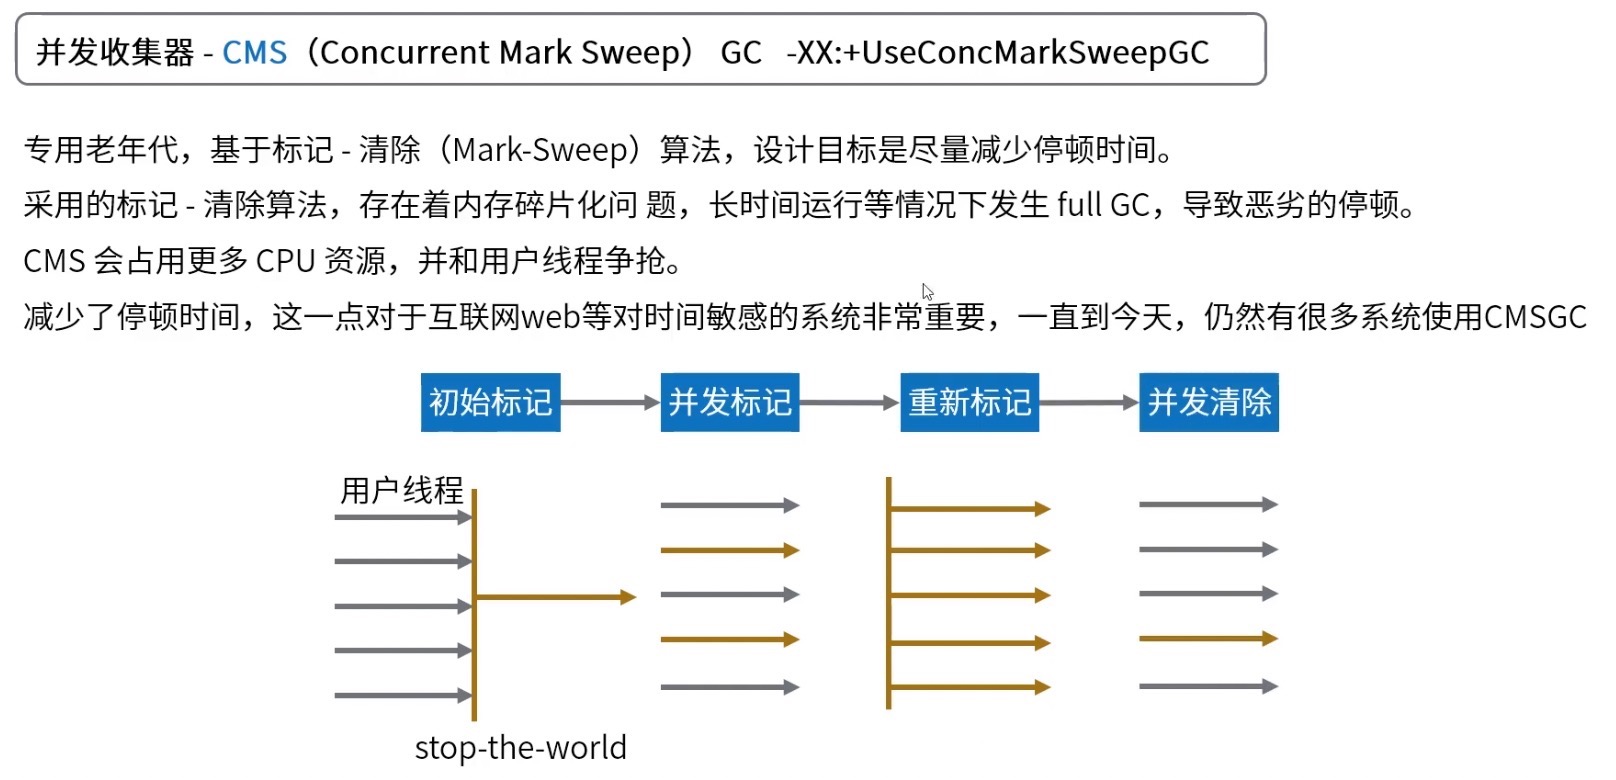 并发收集器 - CMS（Concurrent Mark Sweep） GC -XX:+UseConcMarkSweepGC
专用老年代，基于标记 - 清除（Mark-Sweep）算法，设计目标是尽量减少停顿时间。
采用的标记 - 清除算法，存在着内存碎片化问 题，长时间运行等情况下发生 full GC，导致恶劣的停顿。
CMS 会占用更多 CPU 资源，并和用户线程争抢。
减少了停顿时间，这一点对于互联网web等对时间敏感的系统非常重要，一直到今天，仍然有很多系统使用CMSGC
初始标记 并发标记 重新标记 并发清除
用户线程
stop-the-world